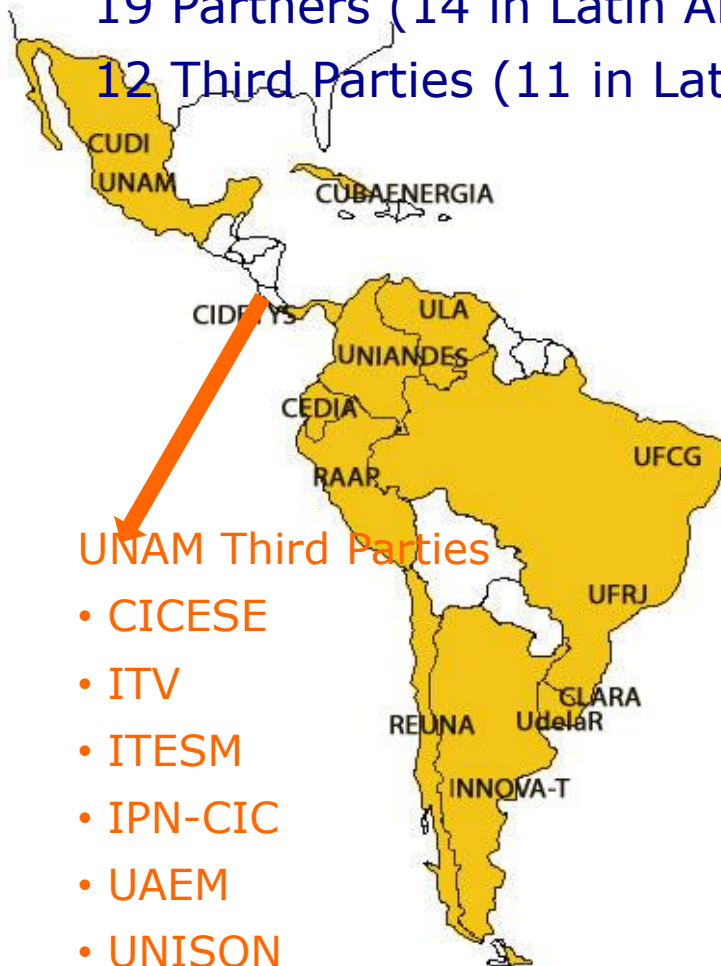 19 Partners (14 in Latin
12 Third Parties (11 in
CUDI
UNAM
CUBAENERGIA
CIDETYS
ULA
UNIANDES
CEDIA
UFCG
RAAP
UNAM Third Parties
UFRJ
• CICESE
• ITV
CLARA
REUNA
UdelaR
• ITESM
INNOVA-T
• IPN-CIC
• UAEM
• UNISON